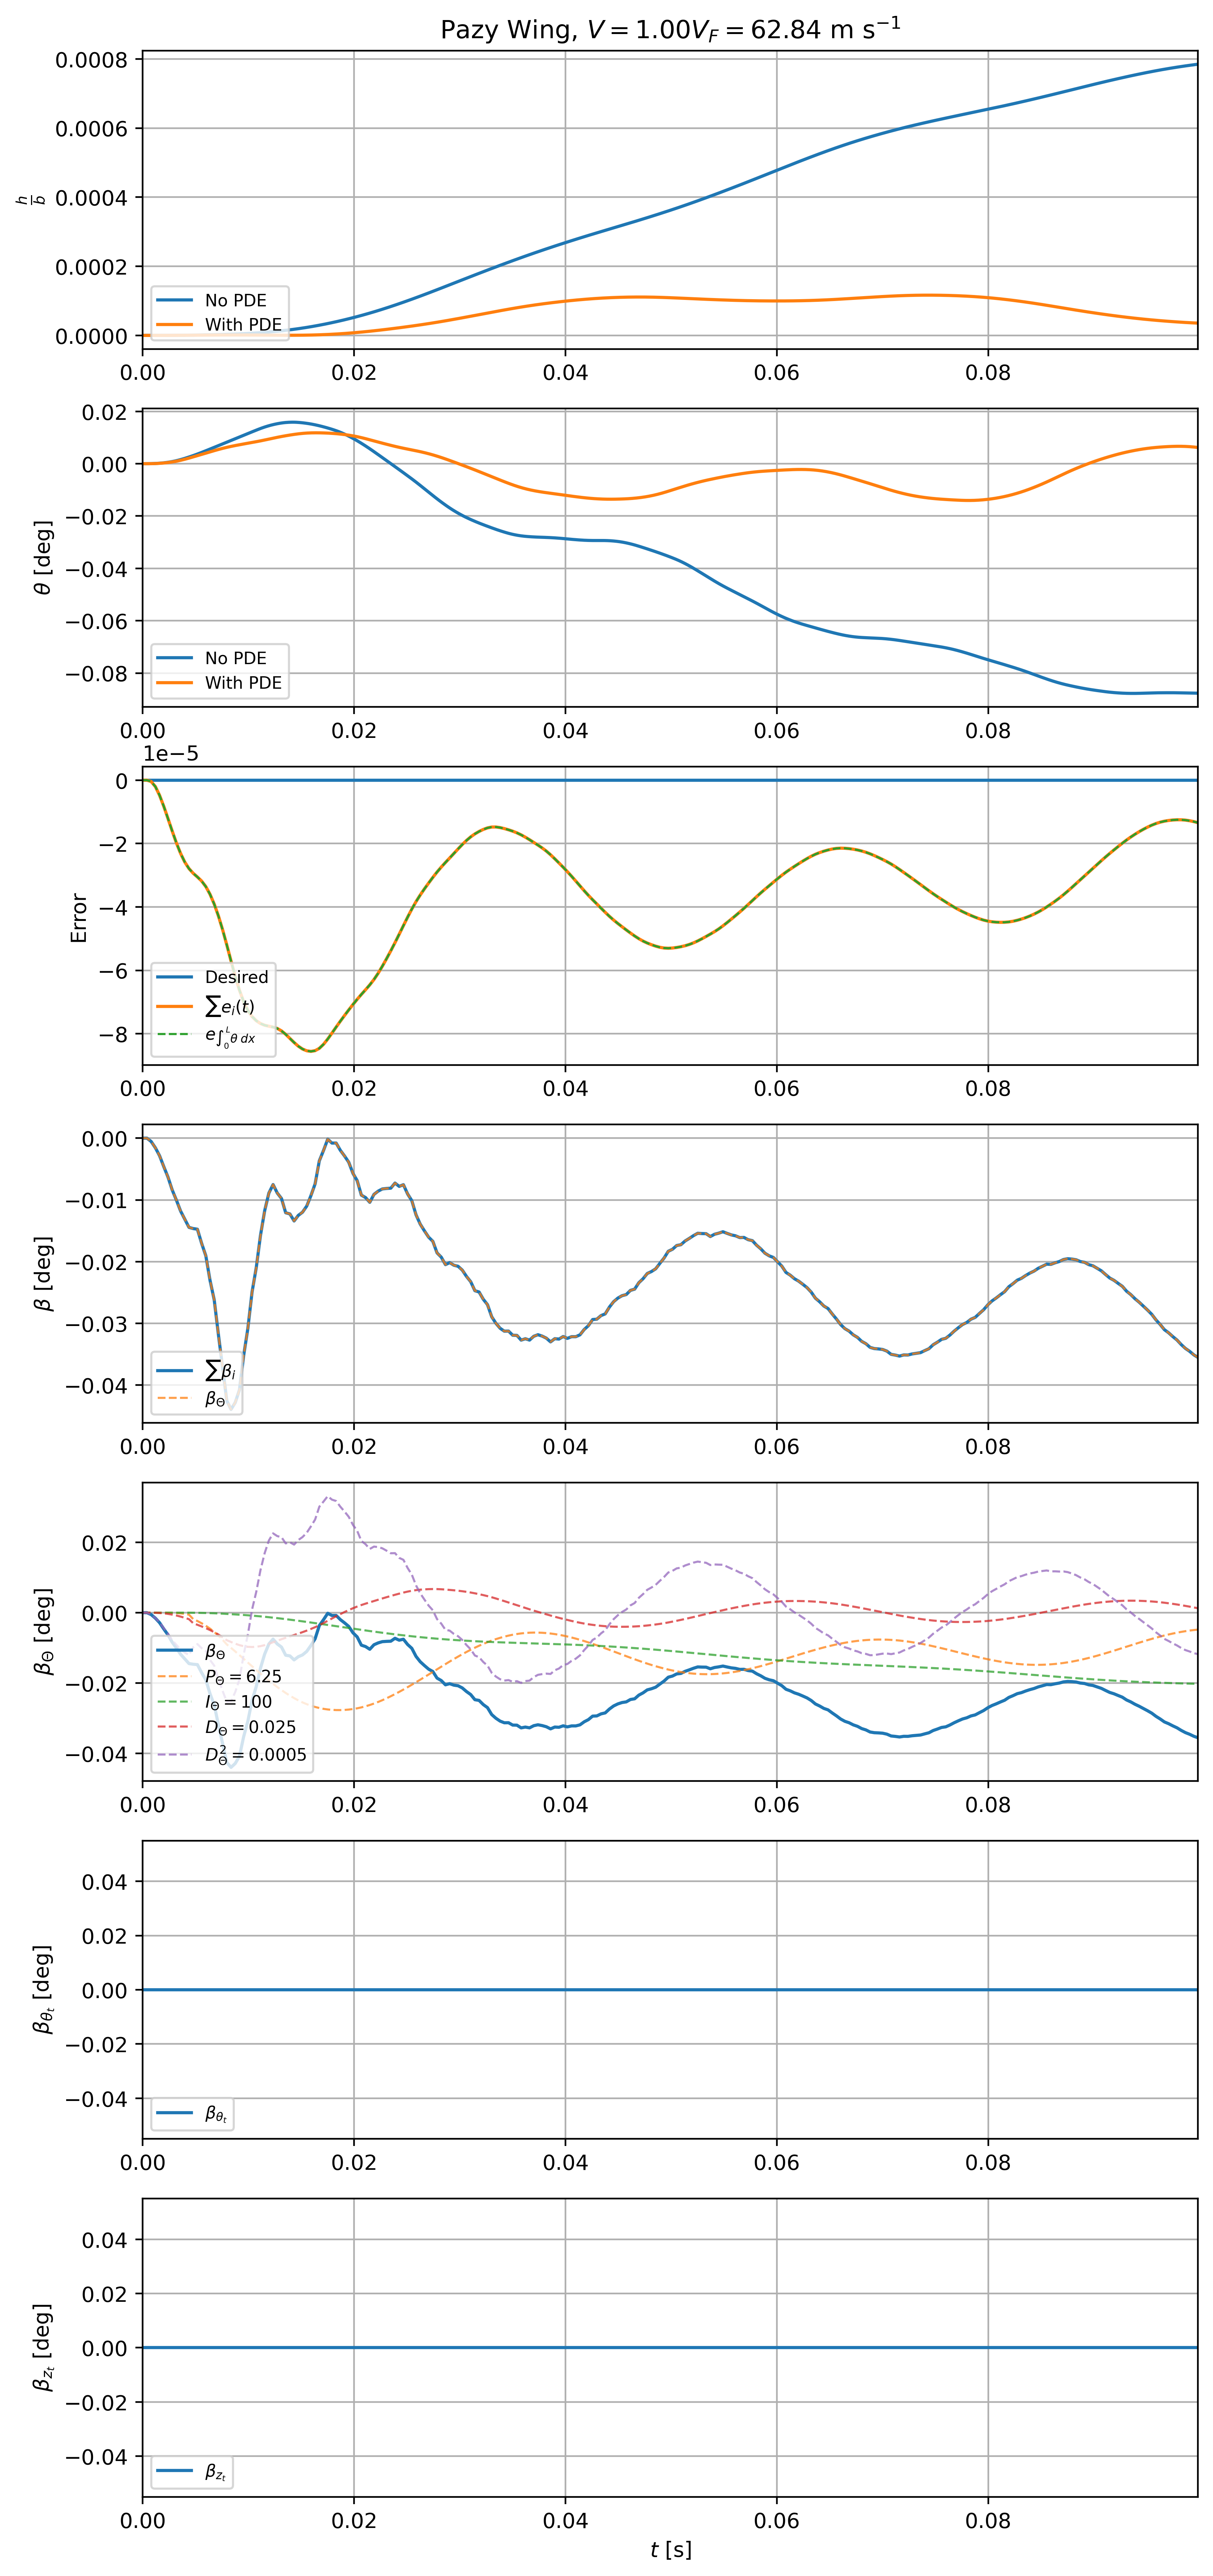 Pazy Wing, V = 1.00V_F = 62.84 m s⁻¹
h/b
0.0008
0.0006
0.0004
0.0002
0.0000
No PDE
With PDE
0.00 0.02 0.04 0.06 0.08
θ [deg]
0.02
0.00
−0.02
−0.04
−0.06
−0.08
No PDE
With PDE
0.00 0.02 0.04 0.06 0.08
1e−5
Error
0
−2
−4
−6
−8
Desired
∑e_i(t)
e_{∫_0^L θ dx}
0.00 0.02 0.04 0.06 0.08
β [deg]
0.00
−0.01
−0.02
−0.03
−0.04
∑β_i
β_Θ
0.00 0.02 0.04 0.06 0.08
β_Θ [deg]
0.02
0.00
−0.02
−0.04
β_Θ
P_Θ = 6.25
I_Θ = 100
D_Θ = 0.025
D_Θ^2 = 0.0005
0.00 0.02 0.04 0.06 0.08
β_{θ_t} [deg]
0.04
0.02
0.00
−0.02
−0.04
β_{θ_t}
0.00 0.02 0.04 0.06 0.08
β_{z_t} [deg]
0.04
0.02
0.00
−0.02
−0.04
β_{z_t}
0.00 0.02 0.04 0.06 0.08
t [s]